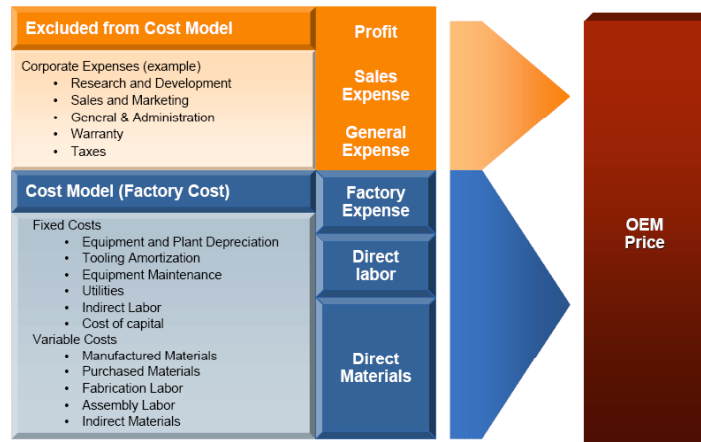 Excluded from Cost Model
Corporate Expenses (example)
• Research and Development
• Sales and Marketing
• General & Administration
• Warranty
• Taxes
Profit
Sales
Expense
General
Expense
Cost Model (Factory Cost)
Fixed Costs
• Equipment and Plant Depreciation
• Tooling Amortization
• Equipment Maintenance
• Utilities
• Indirect Labor
• Cost of capital
Variable Costs
• Manufactured Materials
• Purchased Materials
• Fabrication Labor
• Assembly Labor
• Indirect Materials
Factory
Expense
Direct
labor
Direct
Materials
OEM
Price